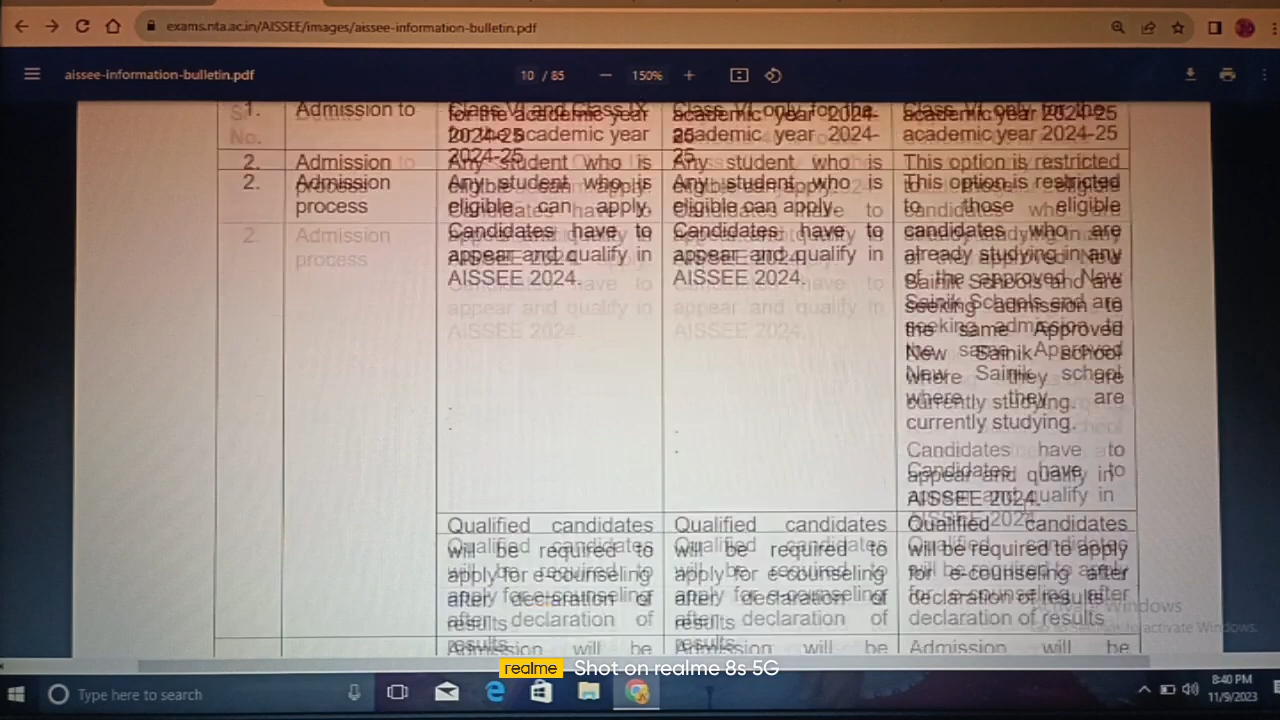 exams.nta.ac.in/AISSEE/images/aissee-information-bulletin.pdf
aissee-information-bulletin.pdf
10 / 85
150%
1. Admission to
Class VI and Class IX for the academic year 2024-25
Class VI only for the academic year 2024-25
Class VI only for the academic year 2024-25
2. Admission process
Any student who is
eligible can apply
Candidates have to
appear and qualify in
AISSEE 2024.
Any student who is
eligible can apply
Candidates have to
appear and qualify in
AISSEE 2024.
This option is restricted
to those eligible
candidates who are
already studying in any
of the approved New
Sainik Schools and are
seeking admission to
the same Approved
New Sainik school
where they are
currently studying.
Candidates have to
appear and qualify in
AISSEE 2024.
Qualified candidates
will be required to
apply for e-counseling
after declaration of
results
Qualified candidates
will be required to
apply for e-counseling
after declaration of
results
Qualified candidates
will be required to apply
for e-counseling after
declaration of results
Admission will be
Admission will be
Admission will be
Activate Windows
Go to Settings to activate Windows.
realme Shot on realme 8s 5G
Type here to search
8:40 PM
11/9/2023